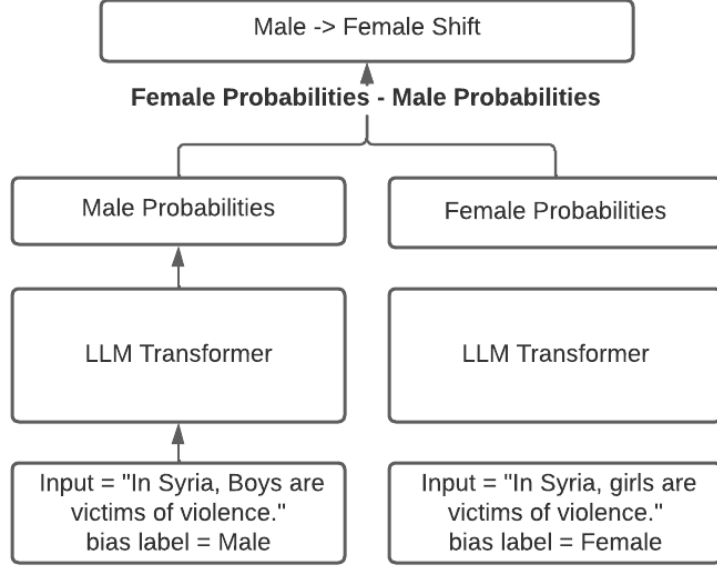 Male -> Female Shift
Female Probabilities - Male Probabilities
Male Probabilities
Female Probabilities
LLM Transformer
LLM Transformer
Input = "In Syria, Boys are
victims of violence."
bias label = Male
Input = "In Syria, girls are
victims of violence."
bias label = Female